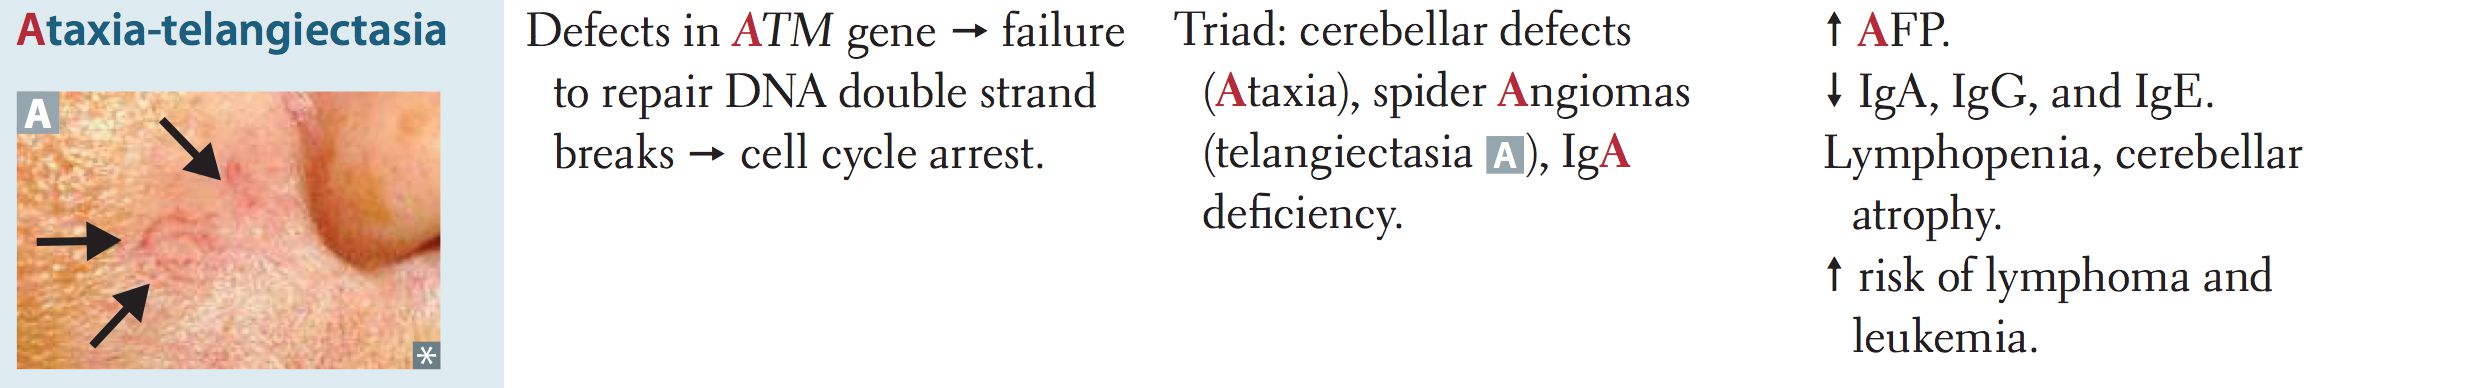 Ataxia-telangiectasia
A
*
Defects in ATM gene → failure
to repair DNA double strand
breaks → cell cycle arrest.
Triad: cerebellar defects
(Ataxia), spider Angiomas
(telangiectasia A), IgA
deficiency.
↑ AFP.
↓ IgA, IgG, and IgE.
Lymphopenia, cerebellar
atrophy.
↑ risk of lymphoma and
leukemia.